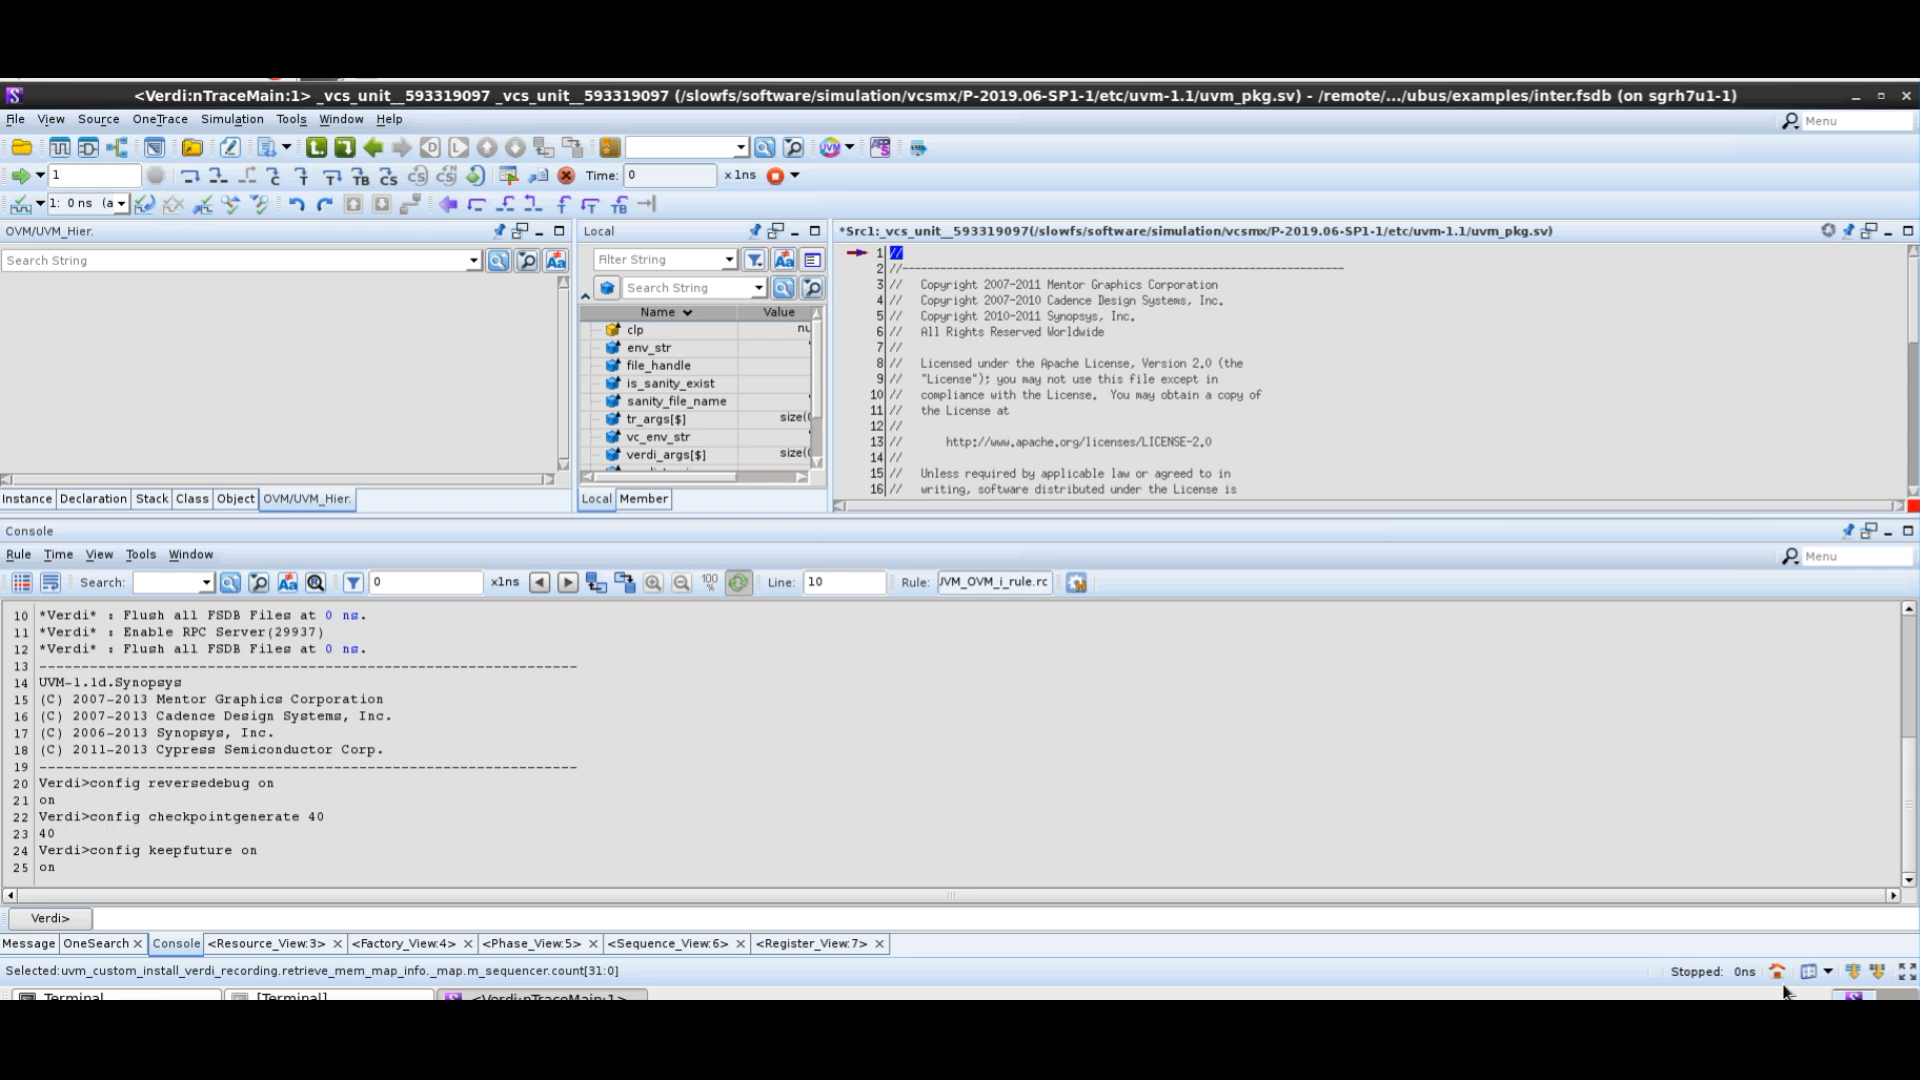 <Verdi:nTraceMain:1> _vcs_unit__593319097 _vcs_unit__593319097 (/slowfs/software/simulation/vcsmx/P-2019.06-SP1-1/etc/uvm-1.1/uvm_pkg.sv) - /remote/.../ubus/examples/inter.fsdb (on sgrh7u1-1)
File View Source OneTrace Simulation Tools Window Help Menu
1 Time: 0 x1ns
1: 0 ns (a
OVM/UVM_Hier.
Search String
Instance Declaration Stack Class Object OVM/UVM_Hier.
Local
Filter String
Search String
Name Value
clp nu
env_str
file_handle
is_sanity_exist
sanity_file_name
tr_args[$] size(
vc_env_str
verdi_args[$] size(
Local Member
*Src1:_vcs_unit__593319097(/slowfs/software/simulation/vcsmx/P-2019.06-SP1-1/etc/uvm-1.1/uvm_pkg.sv)
1 //
2 //----------------------------------------------------------------------
3 // Copyright 2007-2011 Mentor Graphics Corporation
4 // Copyright 2007-2010 Cadence Design Systems, Inc.
5 // Copyright 2010-2011 Synopsys, Inc.
6 // All Rights Reserved Worldwide
7 //
8 // Licensed under the Apache License, Version 2.0 (the
9 // "License"); you may not use this file except in
10 // compliance with the License. You may obtain a copy of
11 // the License at
12 //
13 // http://www.apache.org/licenses/LICENSE-2.0
14 //
15 // Unless required by applicable law or agreed to in
16 // writing, software distributed under the License is
Console
Rule Time View Tools Window Menu
Search: 0 x1ns 100 % Line: 10 Rule: JVM_OVM_i_rule.rc
10 *Verdi* : Flush all FSDB Files at 0 ns.
11 *Verdi* : Enable RPC Server(29937)
12 *Verdi* : Flush all FSDB Files at 0 ns.
13 ----------------------------------------------------------------
14 UVM-1.1d.Synopsys
15 (C) 2007-2013 Mentor Graphics Corporation
16 (C) 2007-2013 Cadence Design Systems, Inc.
17 (C) 2006-2013 Synopsys, Inc.
18 (C) 2011-2013 Cypress Semiconductor Corp.
19 ----------------------------------------------------------------
20 Verdi>config reversedebug on
21 on
22 Verdi>config checkpointgenerate 40
23 40
24 Verdi>config keepfuture on
25 on
Verdi>
Message OneSearch Console <Resource_View:3> <Factory_View:4> <Phase_View:5> <Sequence_View:6> <Register_View:7>
Selected:uvm_custom_install_verdi_recording.retrieve_mem_map_info._map.m_sequencer.count[31:0] Stopped: 0ns
Terminal [Terminal] <Verdi:nTraceMain:1>